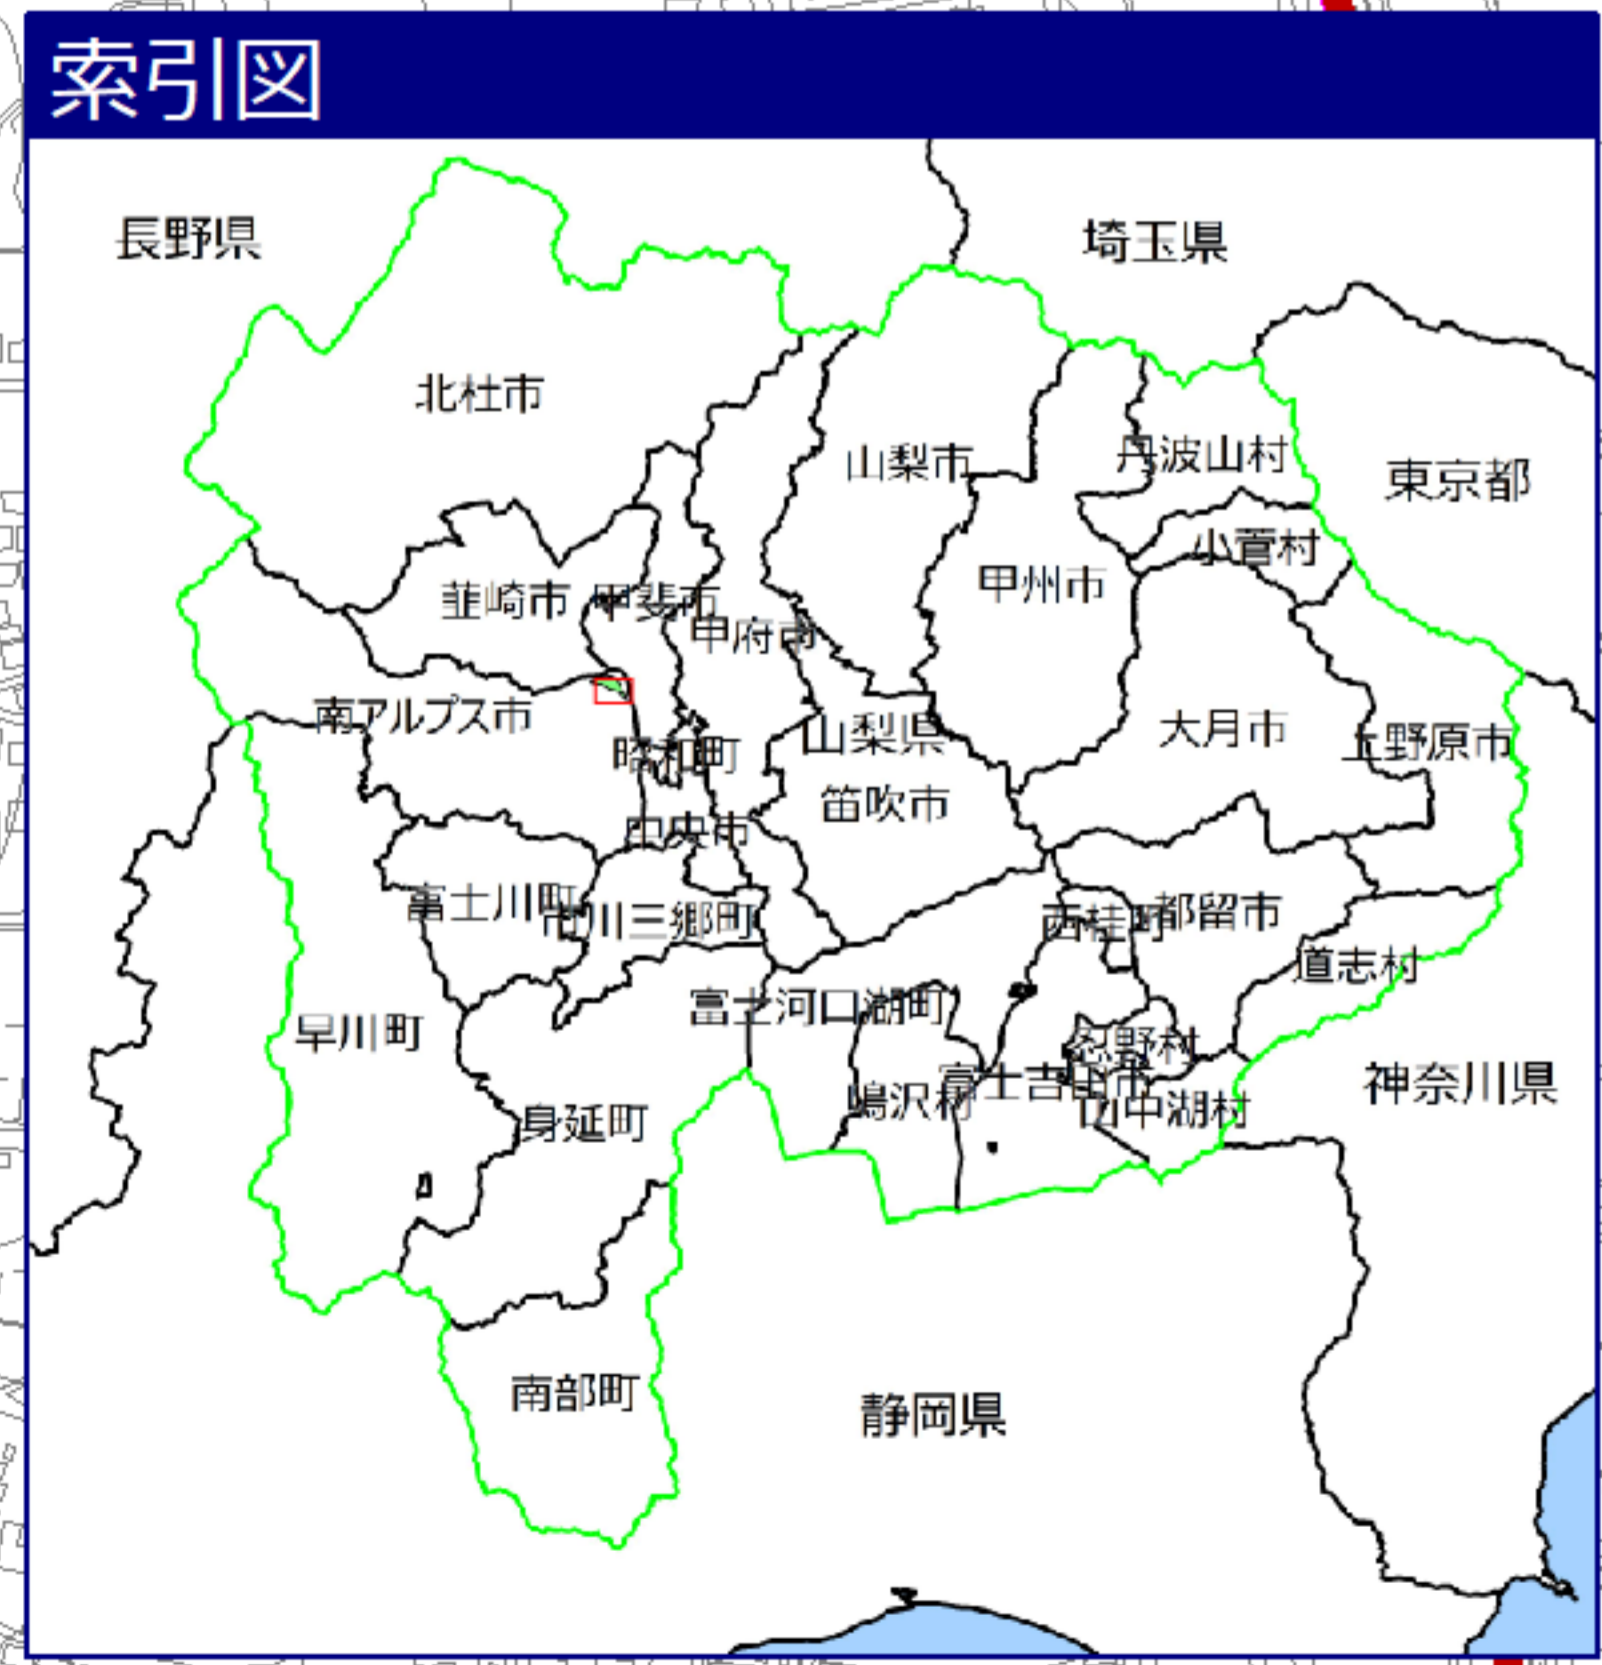 索引図
長野県
埼玉県
北杜市
山梨市
丹波山村
東京都
小菅村
甲州市
韮崎市
甲斐市
甲府市
南アルプス市
山梨県
大月市
上野原市
昭和町
笛吹市
中央市
富士川町
市川三郷町
西桂町
都留市
道志村
富士河口湖町
早川町
忍野村
富士吉田市
神奈川県
鳴沢村
山中湖村
身延町
南部町
静岡県